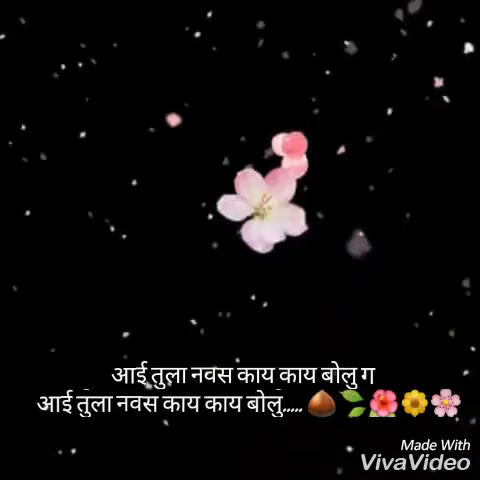 आई तुला नवस काय काय बोलु ग
आई तुला नवस काय काय बोलु..... 🌰🌿🌺🌼🌸
Made With
VivaVideo